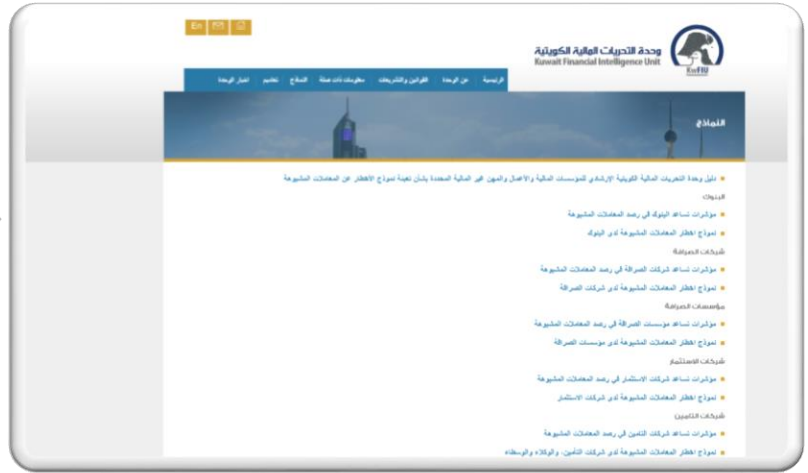 En
وحدة التحريات المالية الكويتية
Kuwait Financial Intelligence Unit
KwFIU
الرئيسية عن الوحدة القوانين والتشريعات معلومات ذات صلة النماذج تعاميم اخبار الوحدة
النماذج
دليل وحدة التحريات المالية الكويتية الإرشادي للمؤسسات المالية والأعمال والمهن غير المالية المحددة بشأن تعبئة نموذج الأخطار عن المعاملات المشبوهة
البنوك
مؤشرات تساعد البنوك في رصد المعاملات المشبوهة
نموذج اخطار المعاملات المشبوهة لدى البنوك
شركات الصرافة
مؤشرات تساعد شركات الصرافة في رصد المعاملات المشبوهة
نموذج اخطار المعاملات المشبوهة لدى شركات الصرافة
مؤسسات الصرافة
مؤشرات تساعد مؤسسات الصرافة في رصد المعاملات المشبوهة
نموذج اخطار المعاملات المشبوهة لدى مؤسسات الصرافة
شركات الاستثمار
مؤشرات تساعد شركات الاستثمار في رصد المعاملات المشبوهة
نموذج اخطار المعاملات المشبوهة لدى شركات الاستثمار
شركات التامين
مؤشرات تساعد شركات التامين في رصد المعاملات المشبوهة
نموذج اخطار المعاملات المشبوهة لدى شركات التأمين، والوكلاء والوسطاء